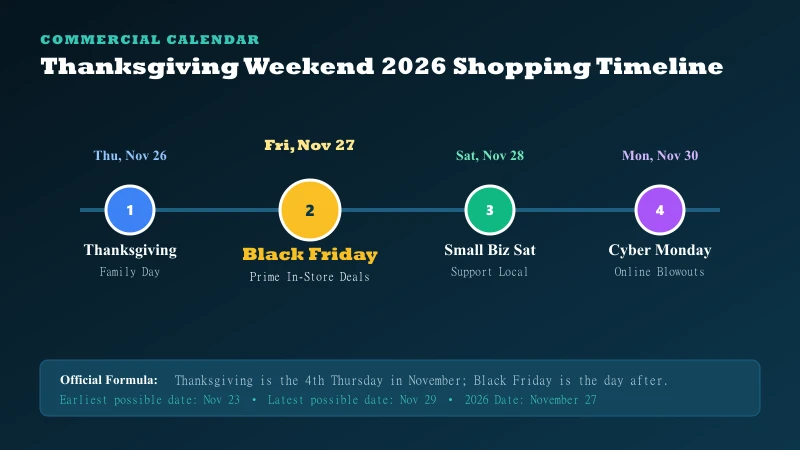 COMMERCIAL CALENDAR
Thanksgiving Weekend 2026 Shopping Timeline
Thu, Nov 26
Fri, Nov 27
Sat, Nov 28
Mon, Nov 30
1
2
3
4
Thanksgiving
Black Friday
Small Biz Sat
Cyber Monday
Family Day
Prime In-Store Deals
Support Local
Online Blowouts
Official Formula: Thanksgiving is the 4th Thursday in November; Black Friday is the day after.
Earliest possible date: Nov 23 • Latest possible date: Nov 29 • 2026 Date: November 27